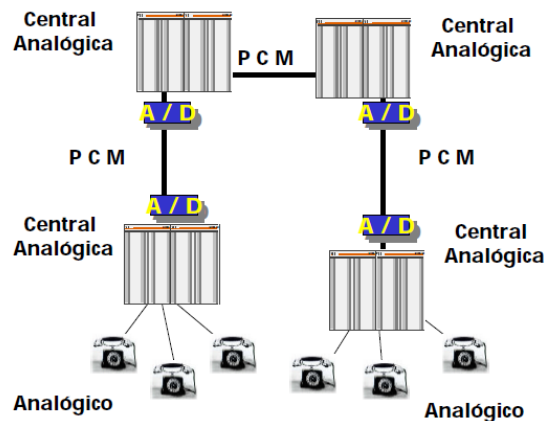 Central
Analógica
P C M
Central
Analógica
A / D
A / D
P C M
P C M
Central
Analógica
A / D
A / D
Central
Analógica
Analógico
Analógico